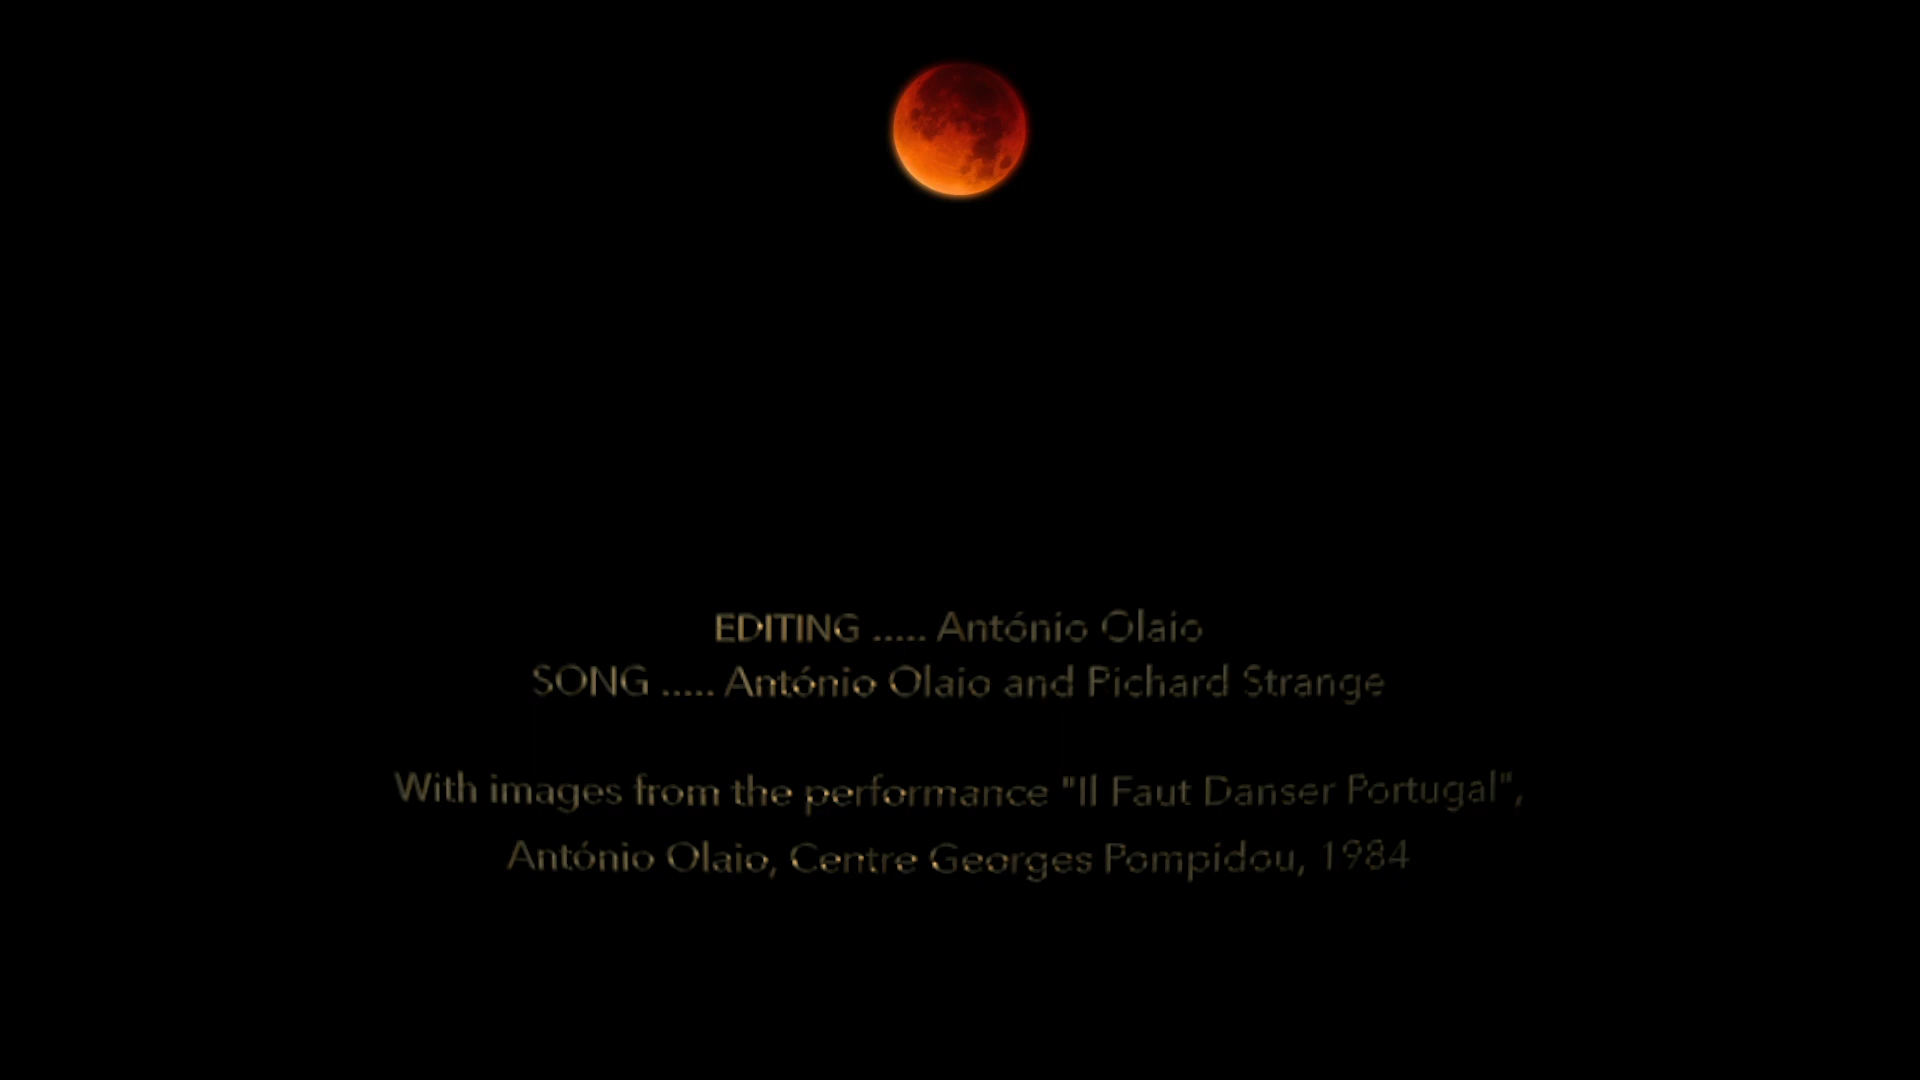 EDITING ..... António Olaio
SONG ..... António Olaio and Richard Strange
With images from the performance "Il Faut Danser Portugal",
António Olaio, Centre Georges Pompidou, 1984